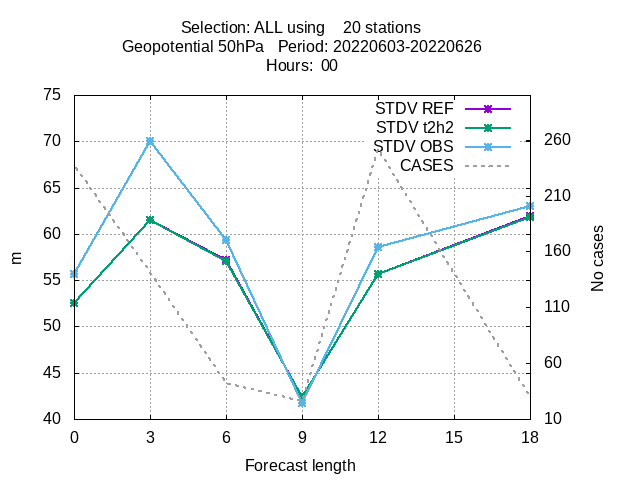 Selection: ALL using 20 stations
Geopotential 50hPa Period: 20220603-20220626
Hours: 00
75
70
65
60
55
50
45
40
m
STDV REF
STDV t2h2
STDV OBS
CASES
260
210
160
110
60
10
No cases
0 3 6 9 12 15 18
Forecast length